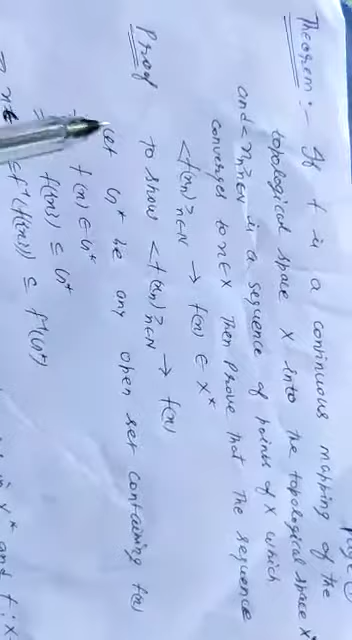 Page
Theorem :- If f is a continuous mapping of the
topological space X into the topological space X*
and <xn>n∈N is a sequence of points of X which
converges to x∈X Then Prove that the sequence
<f(xn)>n∈N → f(x) ∈ X*
Proof
to show <f(xn)>n∈N → f(x)
Let G* be any open set containing f(x)
f(x) ∈ G*
f(x) ⊆ G*
⊆ f⁻¹(G*)
X* and f: X